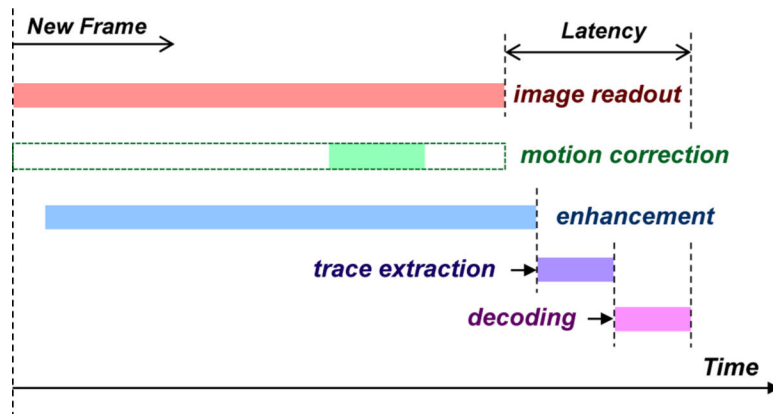 New Frame
Latency
image readout
motion correction
enhancement
trace extraction
decoding
Time